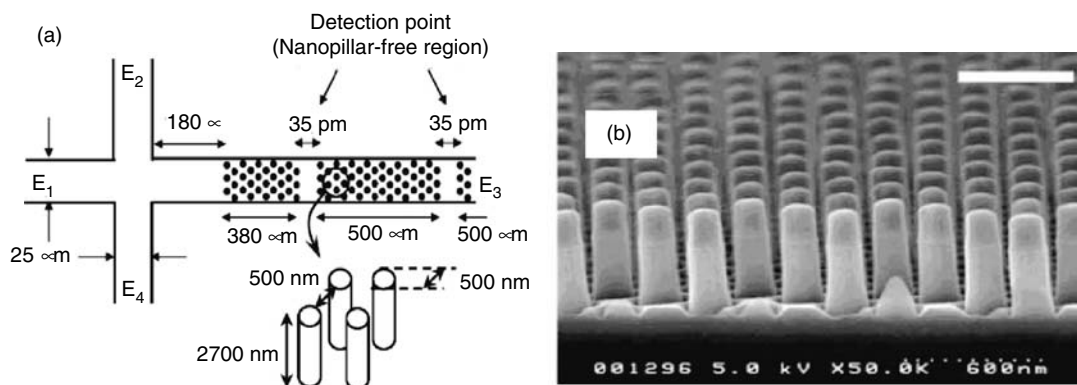 (a)
Detection point
(Nanopillar-free region)
E2
180 ∝
35 pm
35 pm
E1
E3
25 ∝m
380 ∝m
500 ∝m
500 ∝m
E4
500 nm
500 nm
2700 nm
(b)
001296 5.0 kV X50.0K 600nm